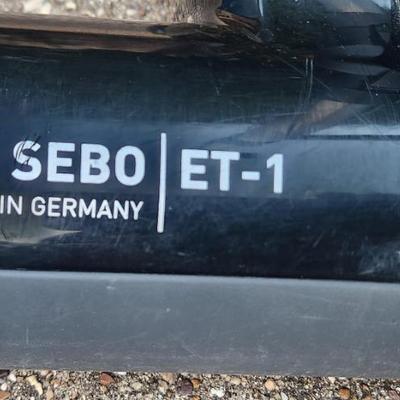 SEBO | ET-1
IN GERMANY